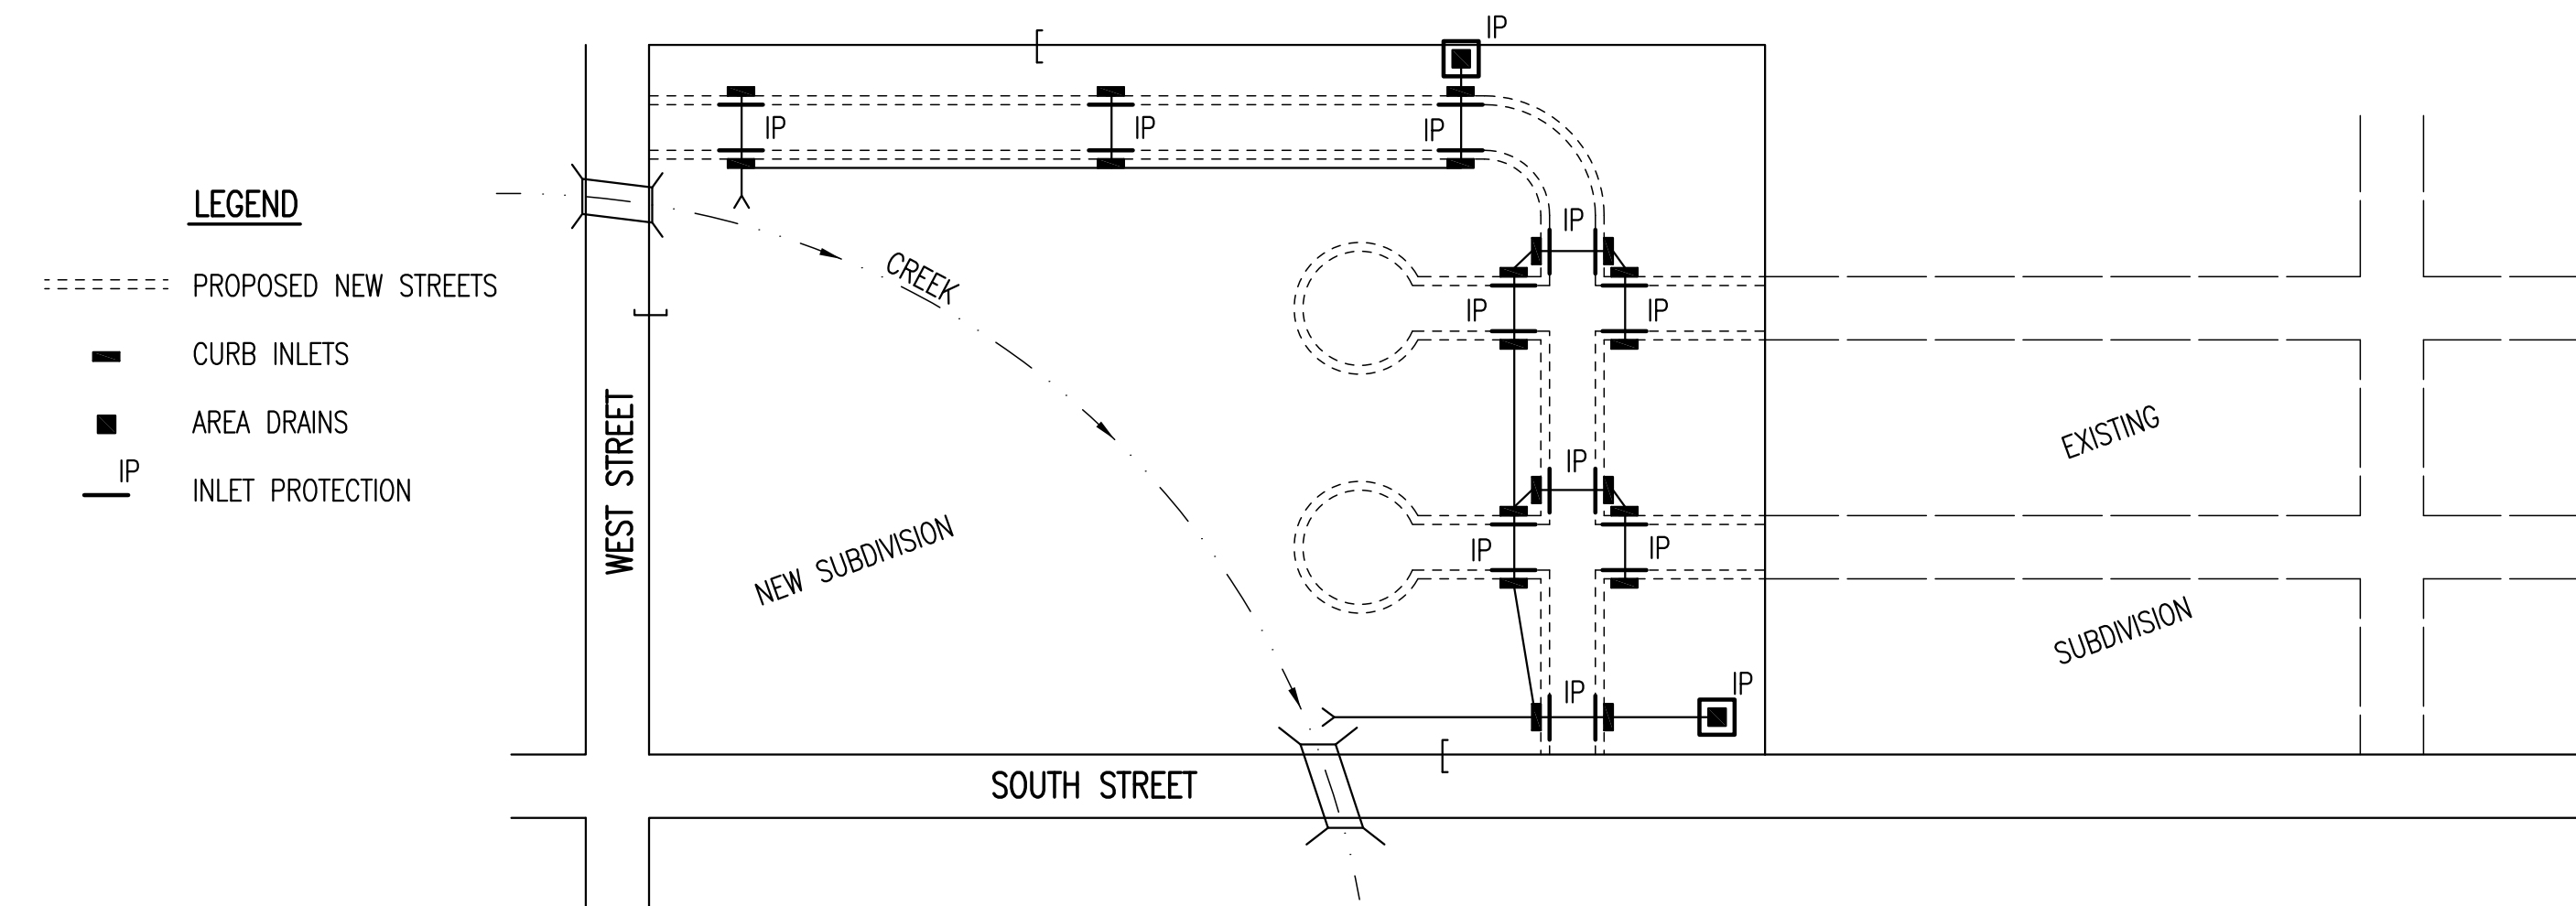 IP
IP
IP
IP
LEGEND
IP
CREEK
PROPOSED NEW STREETS
IP
IP
CURB INLETS
AREA DRAINS
EXISTING
IP
IP
INLET PROTECTION
WEST STREET
NEW SUBDIVISION
IP
IP
SUBDIVISION
IP
IP
SOUTH STREET